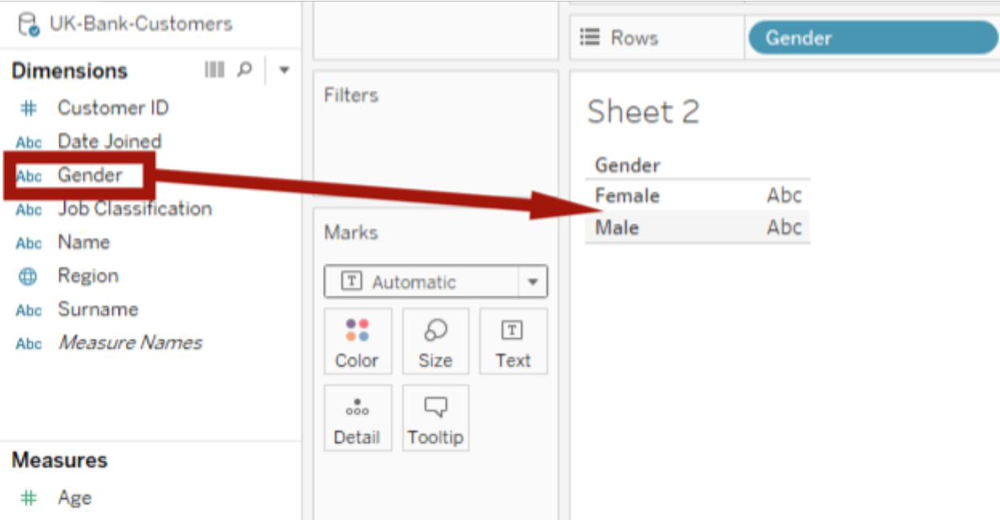 UK-Bank-Customers
Dimensions
# Customer ID
Abc Date Joined
Abc Gender
Abc Job Classification
Abc Name
Region
Abc Surname
Abc Measure Names
Measures
# Age
Filters
Marks
T Automatic
Color
Size
T Text
Detail
Tooltip
Rows
Gender
Sheet 2
Gender
Female Abc
Male Abc